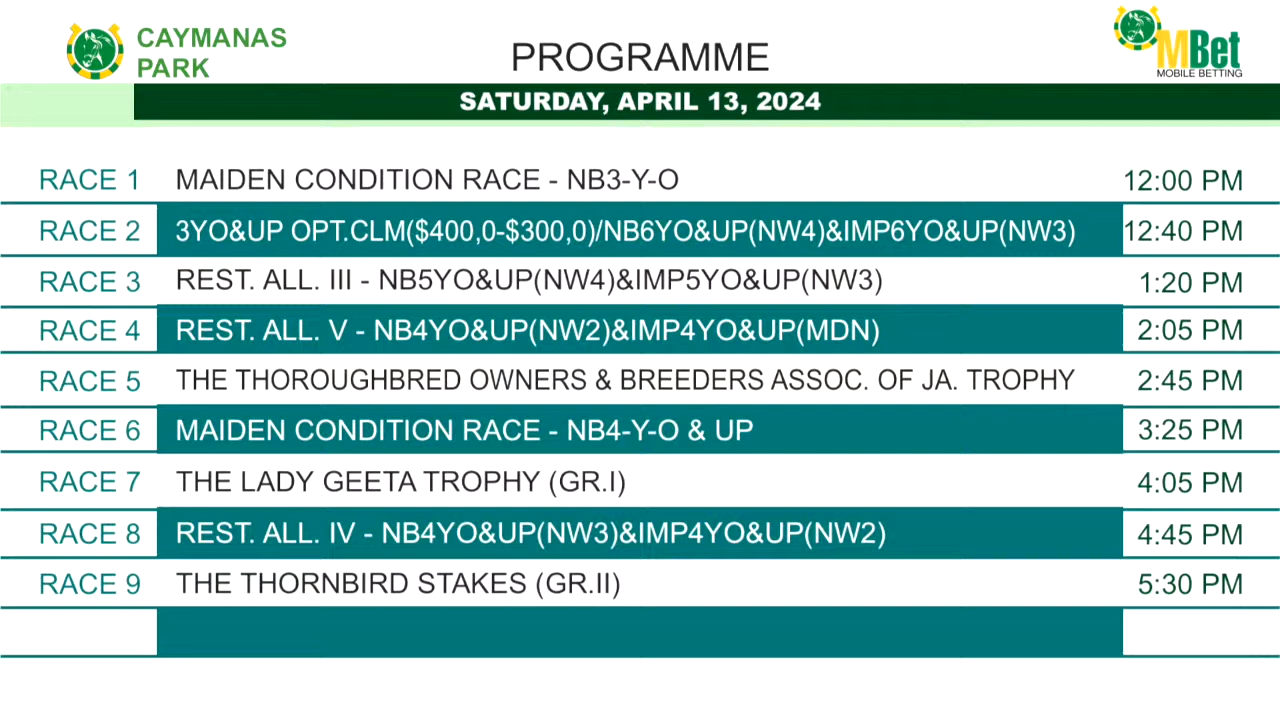 CAYMANAS
PARK
PROGRAMME
MBet
MOBILE BETTING
SATURDAY, APRIL 13, 2024
RACE 1 MAIDEN CONDITION RACE - NB3-Y-O 12:00 PM
RACE 2 3YO&UP OPT.CLM($400,0-$300,0)/NB6YO&UP(NW4)&IMP6YO&UP(NW3) 12:40 PM
RACE 3 REST. ALL. III - NB5YO&UP(NW4)&IMP5YO&UP(NW3) 1:20 PM
RACE 4 REST. ALL. V - NB4YO&UP(NW2)&IMP4YO&UP(MDN) 2:05 PM
RACE 5 THE THOROUGHBRED OWNERS & BREEDERS ASSOC. OF JA. TROPHY 2:45 PM
RACE 6 MAIDEN CONDITION RACE - NB4-Y-O & UP 3:25 PM
RACE 7 THE LADY GEETA TROPHY (GR.I) 4:05 PM
RACE 8 REST. ALL. IV - NB4YO&UP(NW3)&IMP4YO&UP(NW2) 4:45 PM
RACE 9 THE THORNBIRD STAKES (GR.II) 5:30 PM